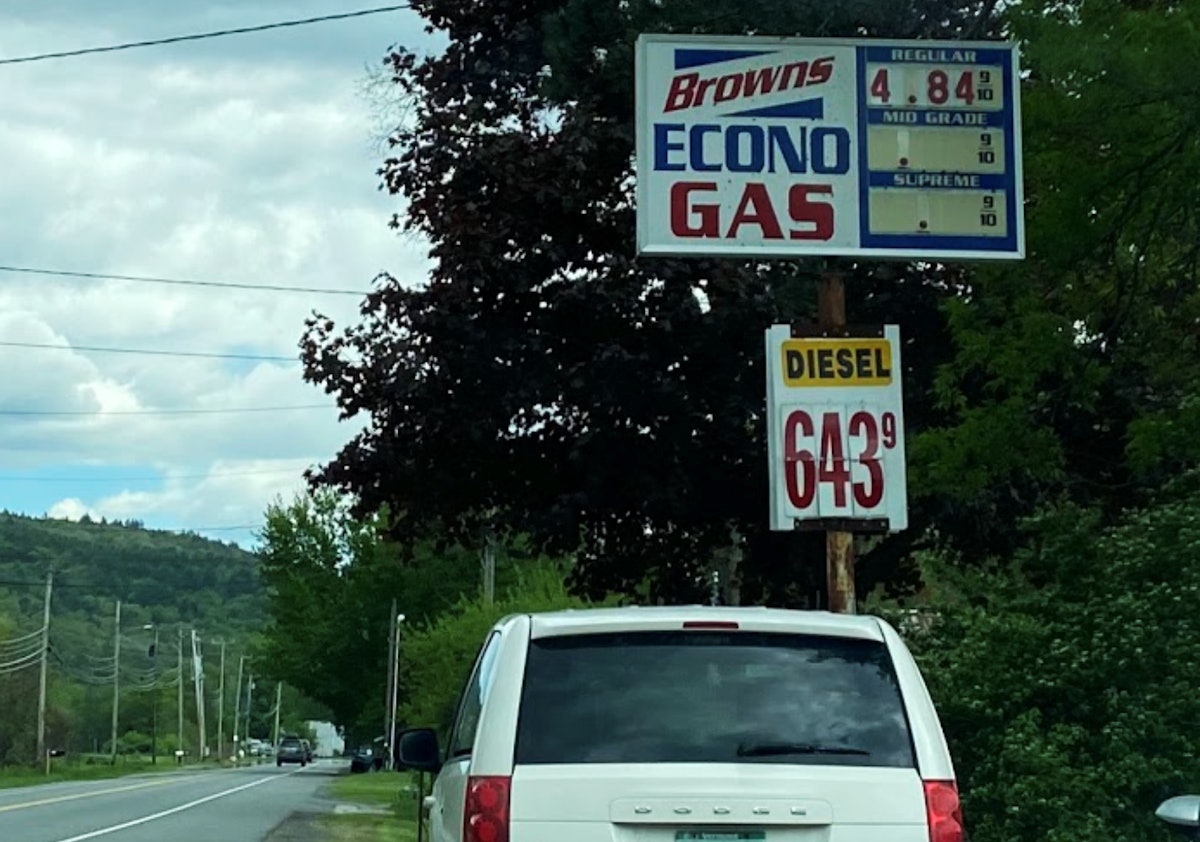 Browns
ECONO
GAS
REGULAR
4.84 9/10
MID GRADE
. 9/10
SUPREME
. 9/10
DIESEL
643 9
DODGE